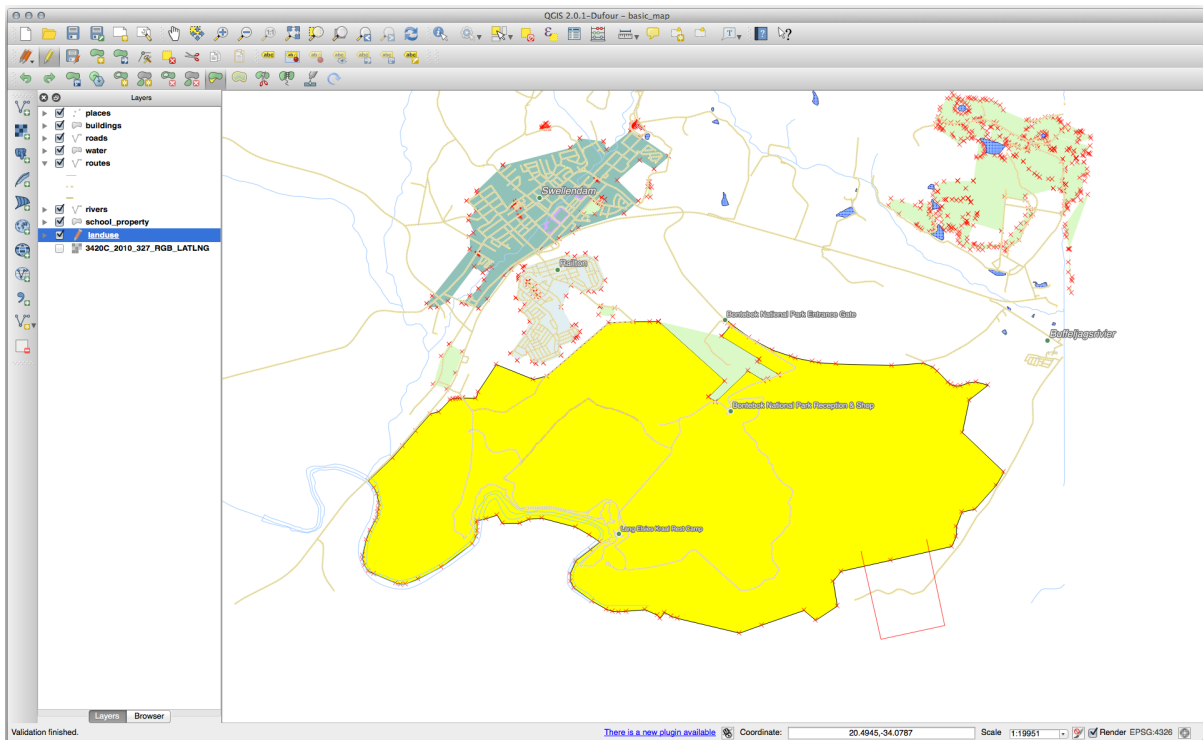 QGIS 2.0.1-Dufour - basic_map
Layers
places
buildings
roads
water
routes
rivers
school_property
landuse
3420C_2010_327_RGB_LATLNG
Swellendam
Railton
Bontebok National Park Entrance Gate
Buffeljagsrivier
Bontebok National Park Reception & Shop
Lang Elsies Kraal Rest Camp
Layers Browser
Validation finished. There is a new plugin available Coordinate: 20.4945,-34.0787 Scale 1:19951 Render EPSG:4326